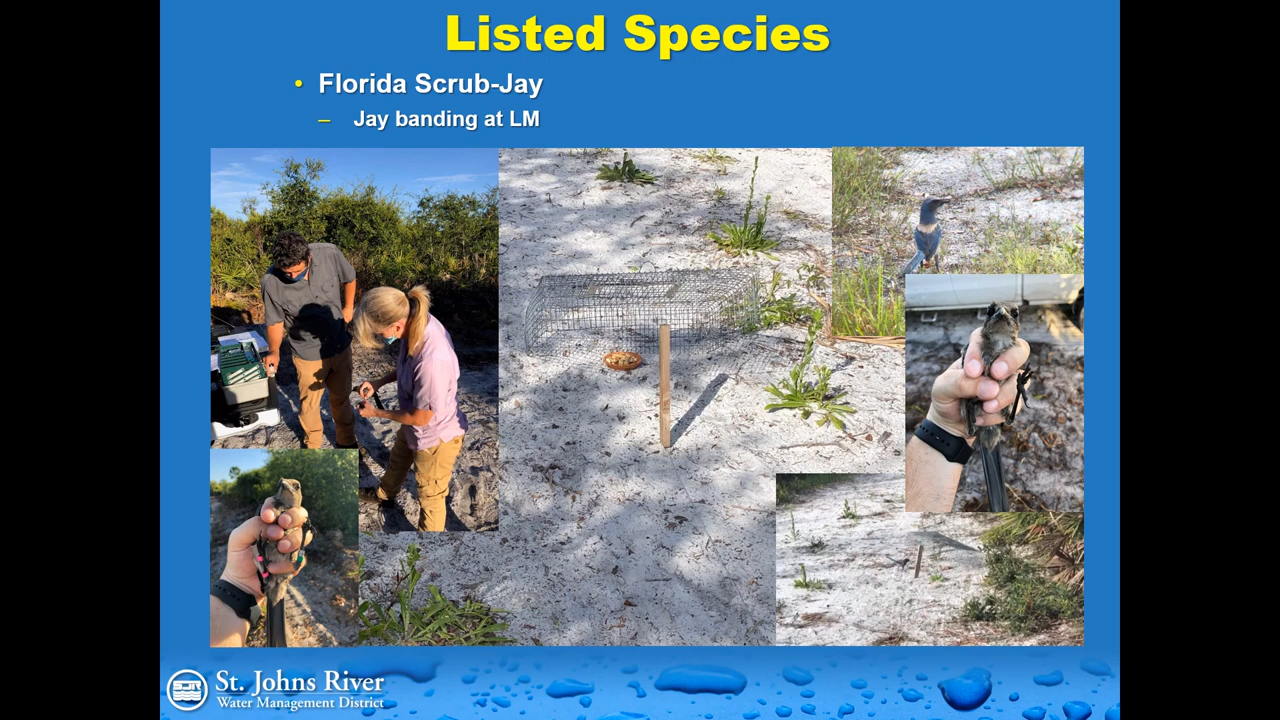 Listed Species
• Florida Scrub-Jay
– Jay banding at LM
St. Johns River
Water Management District